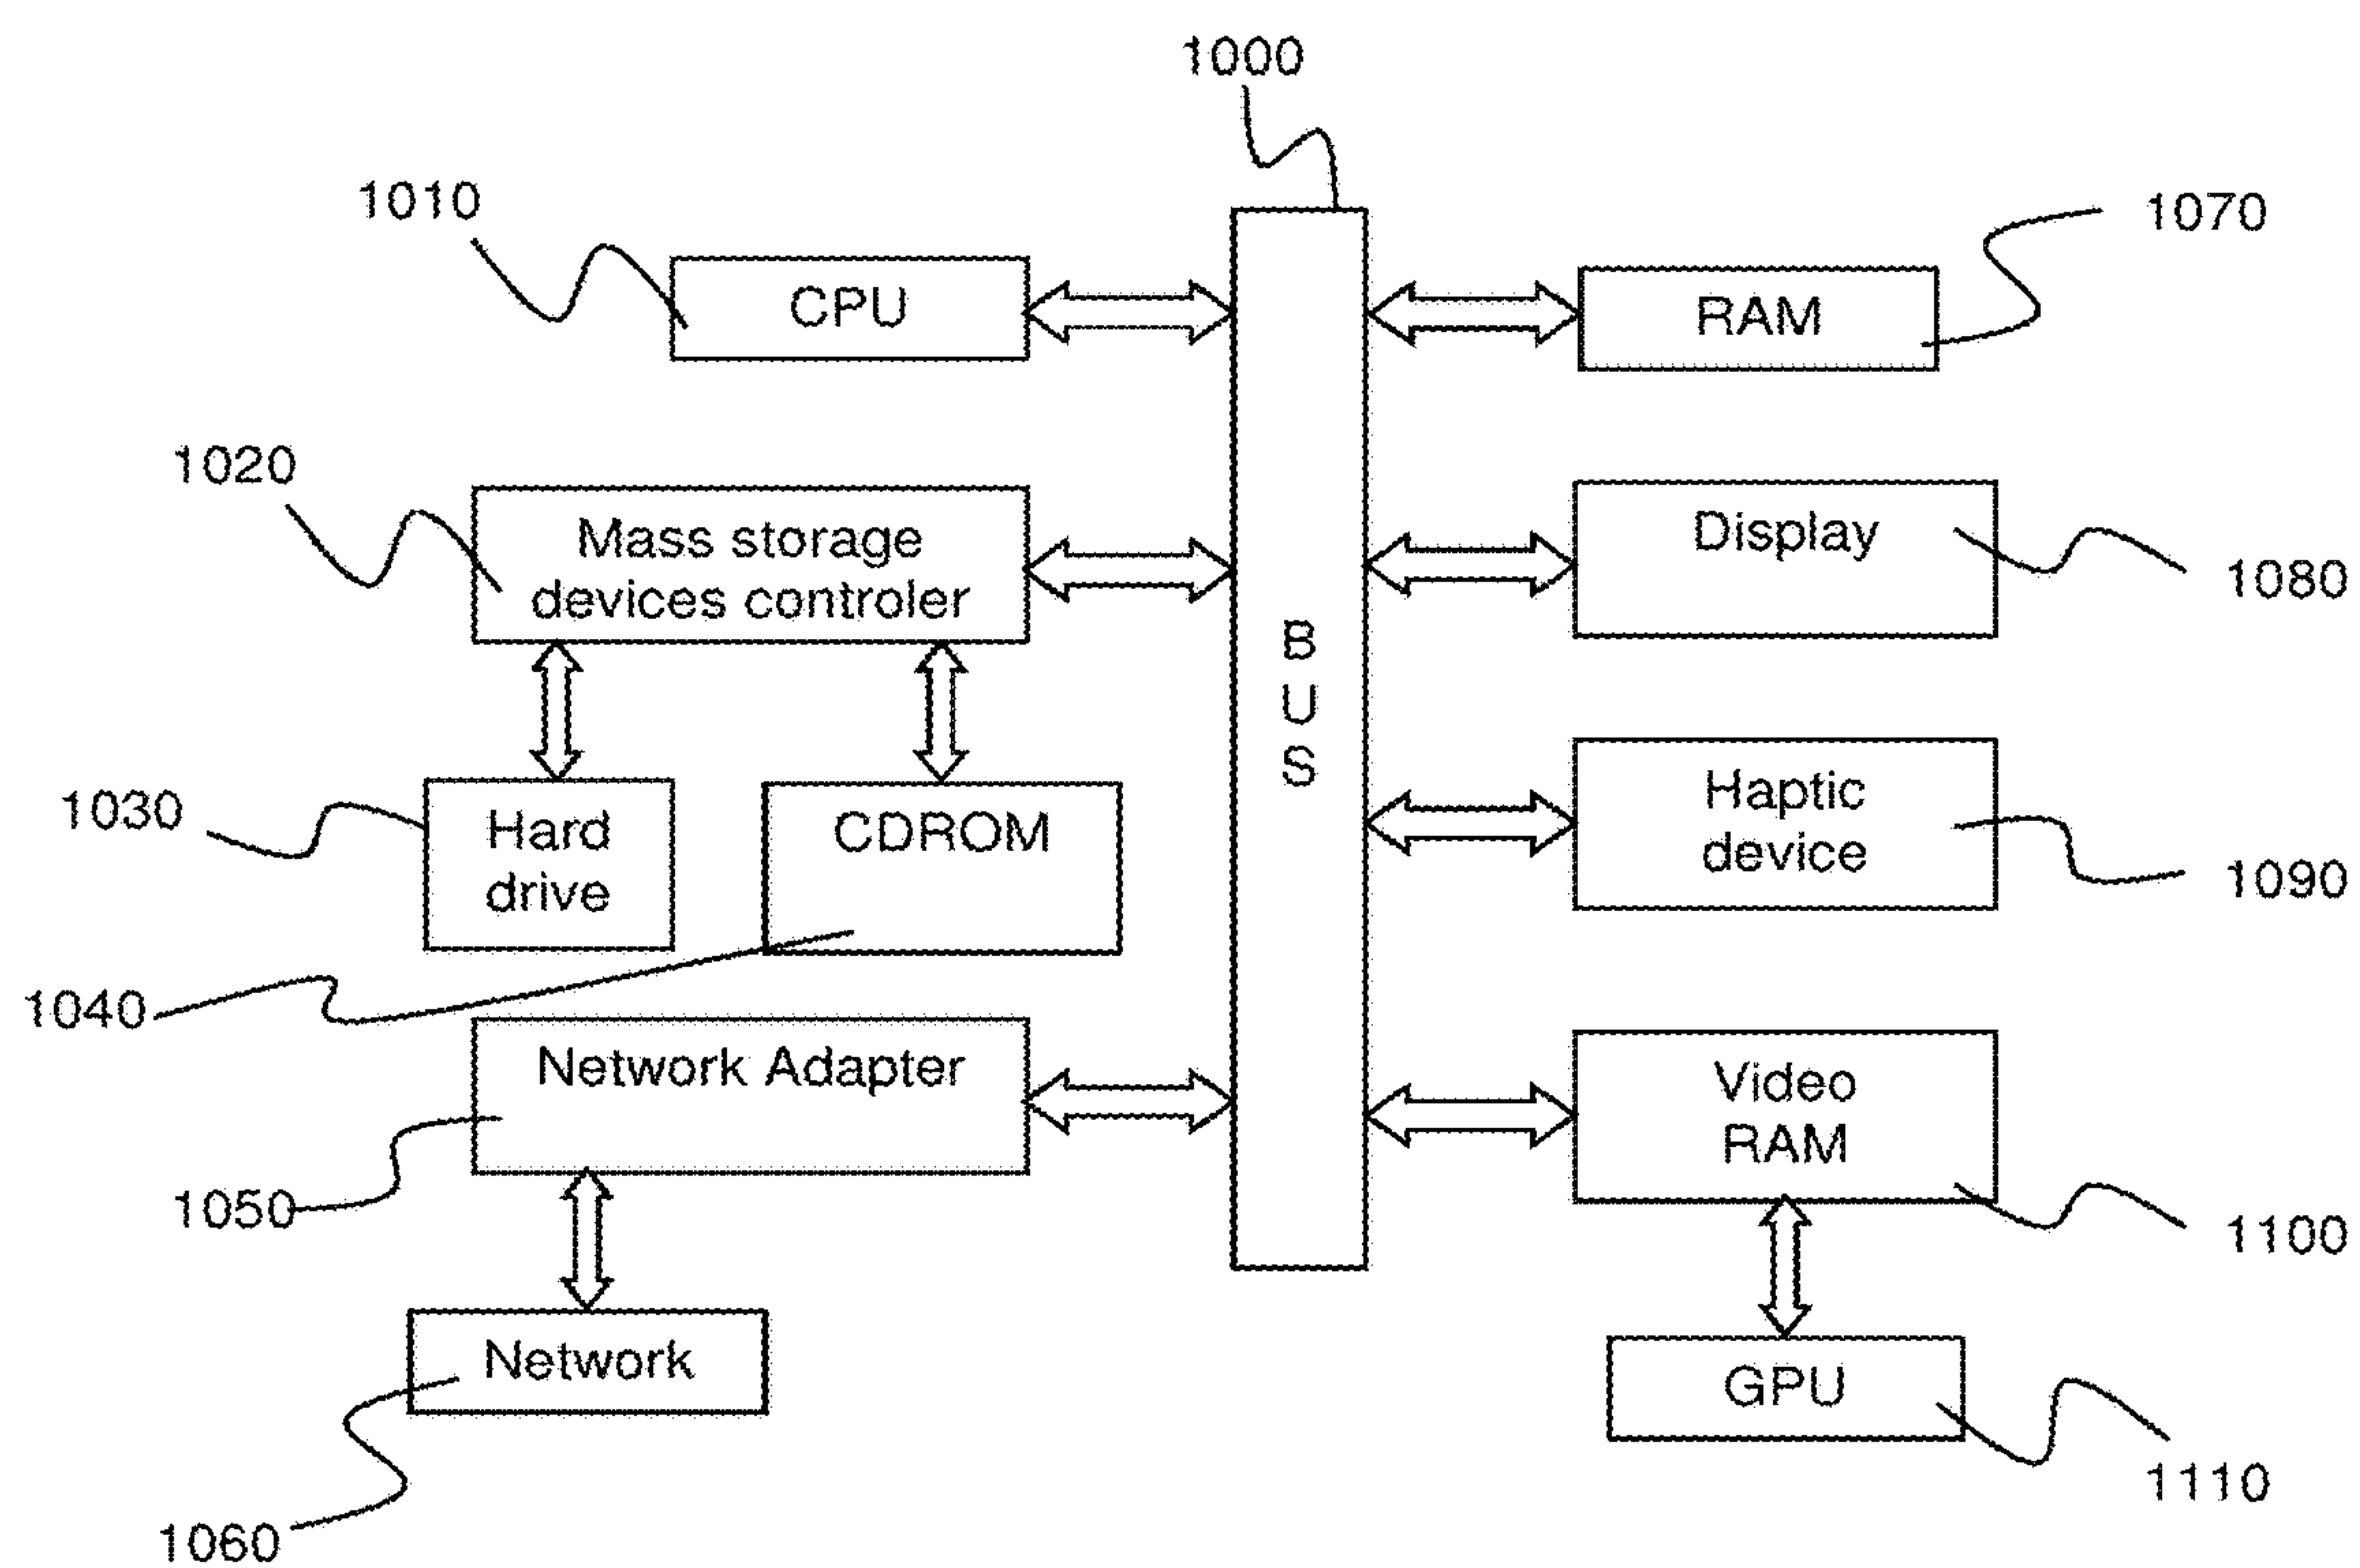 1000
1010
1070
CPU
RAM
1020
Mass storage
devices controler
Display
1080
B
U
S
1030
Hard
drive
CDROM
Haptic
device
1090
1040
Network Adapter
Video
RAM
1050
1100
Network
GPU
1110
1060